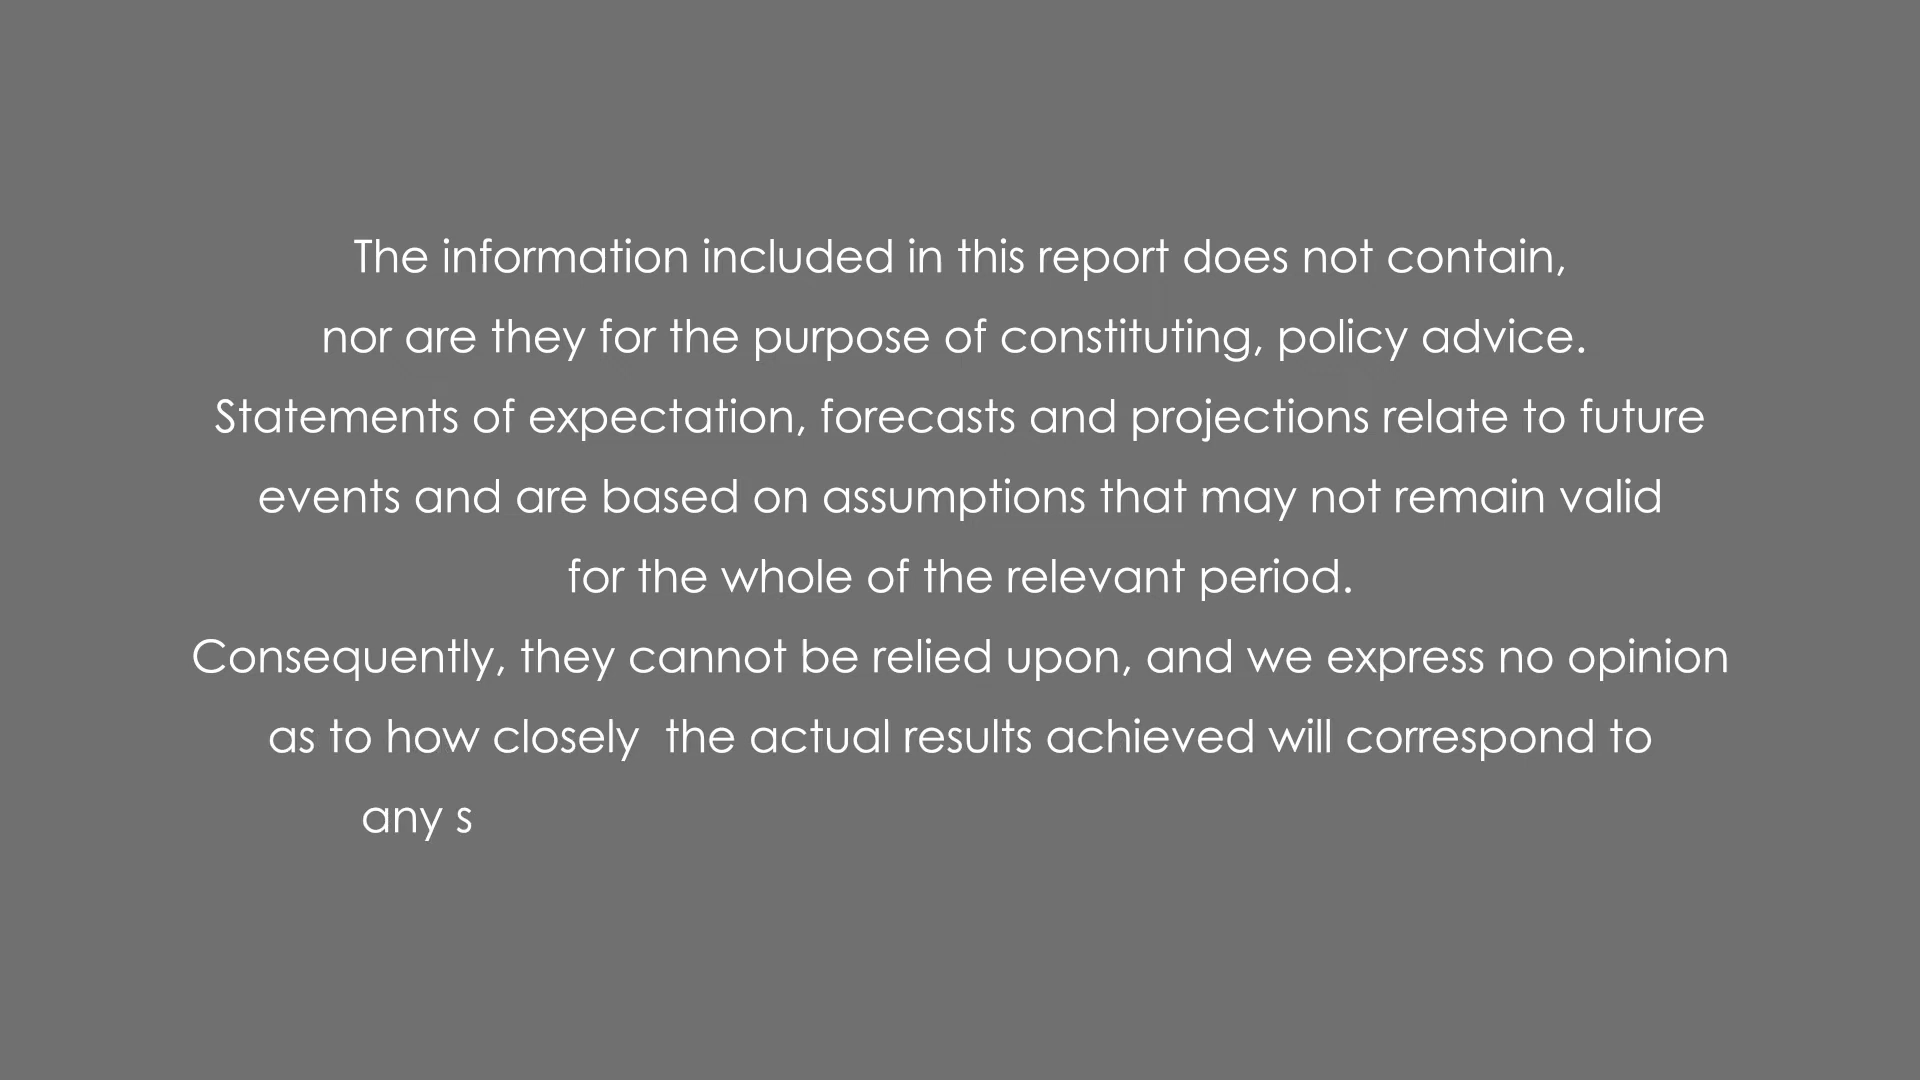 The information included in this report does not contain,
nor are they for the purpose of constituting, policy advice.
Statements of expectation, forecasts and projections relate to future
events and are based on assumptions that may not remain valid
for the whole of the relevant period.
Consequently, they cannot be relied upon, and we express no opinion
as to how closely  the actual results achieved will correspond to
any s